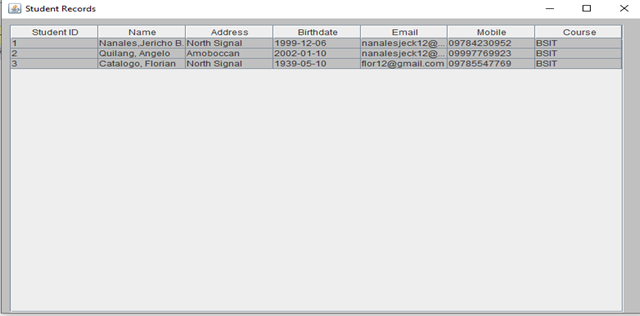 Student Records
Student ID Name Address Birthdate Email Mobile Course
1 Nanales,Jericho B. North Signal 1999-12-06 nanalesjeck12@... 09784230952 BSIT
2 Quilang, Angelo Amoboccan 2002-01-10 nanalesjeck12@... 09997769923 BSIT
3 Catalogo, Florian North Signal 1939-05-10 flor12@gmail.com 09785547769 BSIT